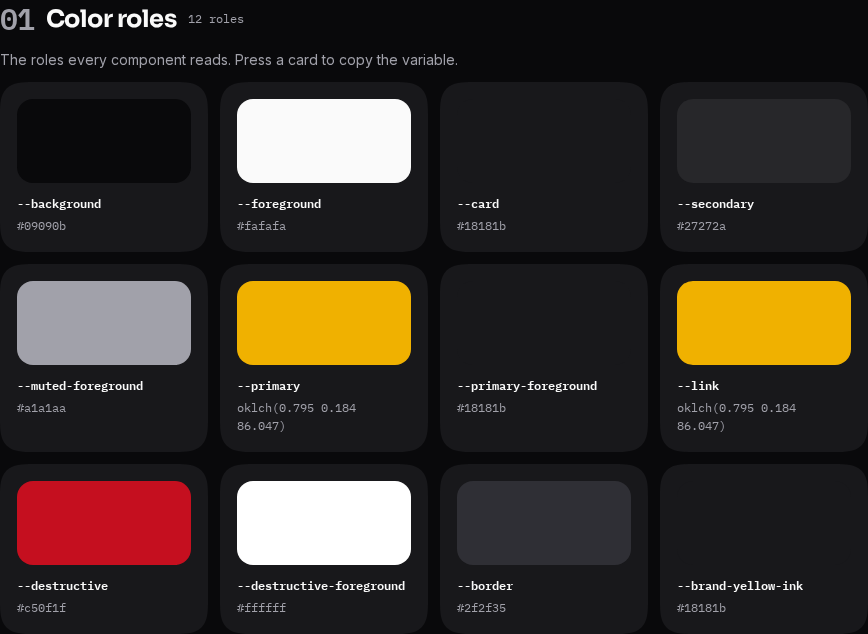 01 Color roles 12 roles
The roles every component reads. Press a card to copy the variable.
--background
#09090b
--foreground
#fafafa
--card
#18181b
--secondary
#27272a
--muted-foreground
#a1a1aa
--primary
oklch(0.795 0.184
86.047)
--primary-foreground
#18181b
--link
oklch(0.795 0.184
86.047)
--destructive
#c50f1f
--destructive-foreground
#ffffff
--border
#2f2f35
--brand-yellow-ink
#18181b